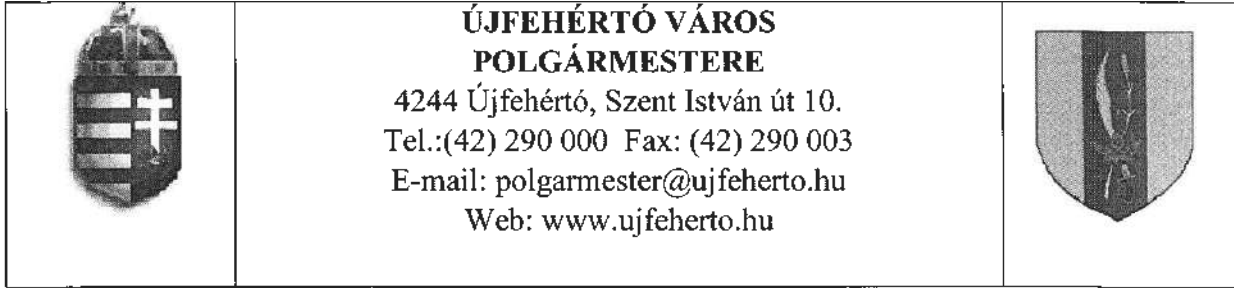 ÚJFEHÉRTÓ VÁROS
POLGÁRMESTERE
4244 Újfehértó, Szent István út 10.
Tel.:(42) 290 000 Fax: (42) 290 003
E-mail: polgarmester@ujfeherto.hu
Web: www.ujfeherto.hu